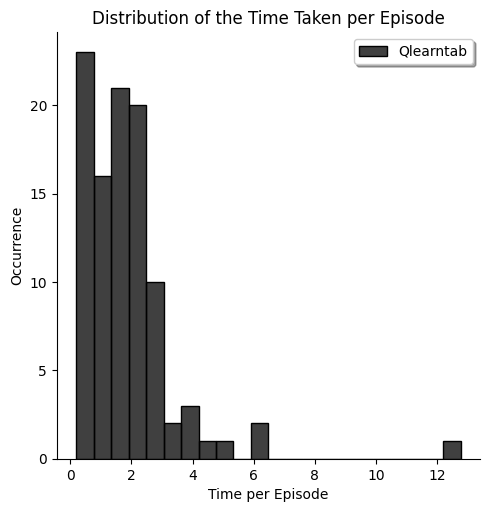 Distribution of the Time Taken per Episode
Qlearntab
Occurrence
20
15
10
5
0
0 2 4 6 8 10 12
Time per Episode